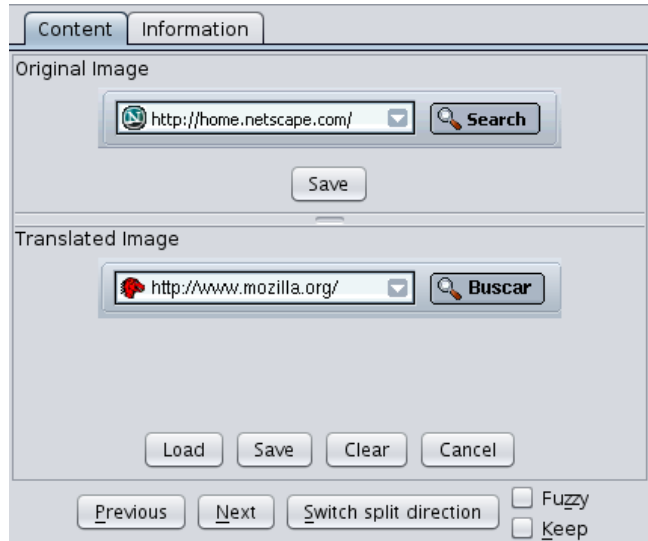 Content Information
Original Image
http://home.netscape.com/ Search
Save
Translated Image
http://www.mozilla.org/ Buscar
Load Save Clear Cancel
Previous Next Switch split direction Fuzzy
Keep